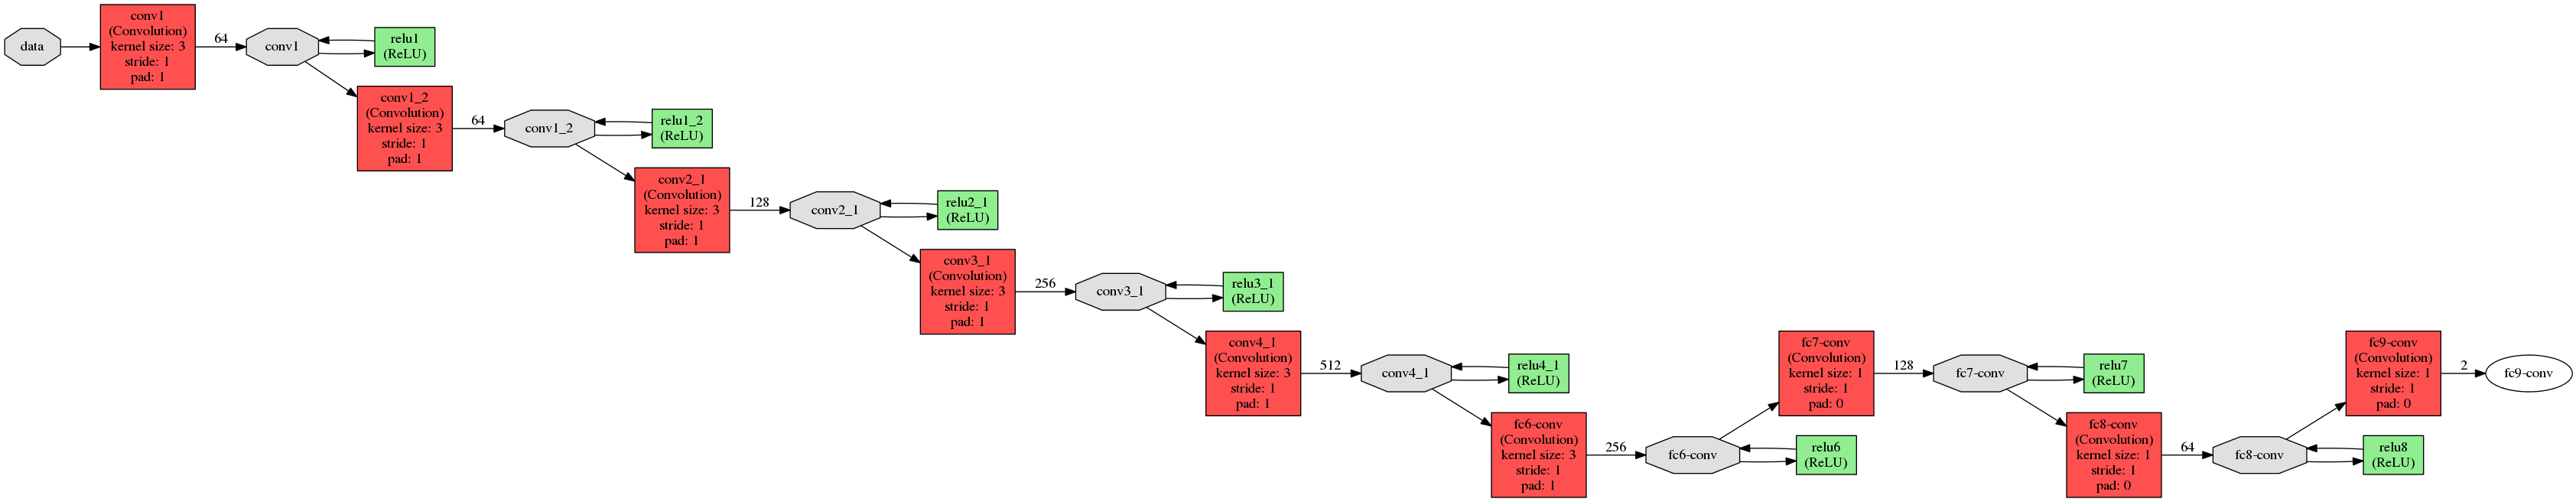 data
conv1
(Convolution)
kernel size: 3
stride: 1
pad: 1
64
conv1
relu1
(ReLU)
conv1_2
(Convolution)
kernel size: 3
stride: 1
pad: 1
64
conv1_2
relu1_2
(ReLU)
conv2_1
(Convolution)
kernel size: 3
stride: 1
pad: 1
128
conv2_1
relu2_1
(ReLU)
conv3_1
(Convolution)
kernel size: 3
stride: 1
pad: 1
256
conv3_1
relu3_1
(ReLU)
conv4_1
(Convolution)
kernel size: 3
stride: 1
pad: 1
512
conv4_1
relu4_1
(ReLU)
fc6-conv
(Convolution)
kernel size: 3
stride: 1
pad: 1
256
fc6-conv
relu6
(ReLU)
fc7-conv
(Convolution)
kernel size: 1
stride: 1
pad: 0
128
fc7-conv
relu7
(ReLU)
fc8-conv
(Convolution)
kernel size: 1
stride: 1
pad: 0
64
fc8-conv
relu8
(ReLU)
fc9-conv
(Convolution)
kernel size: 1
stride: 1
pad: 0
2
fc9-conv